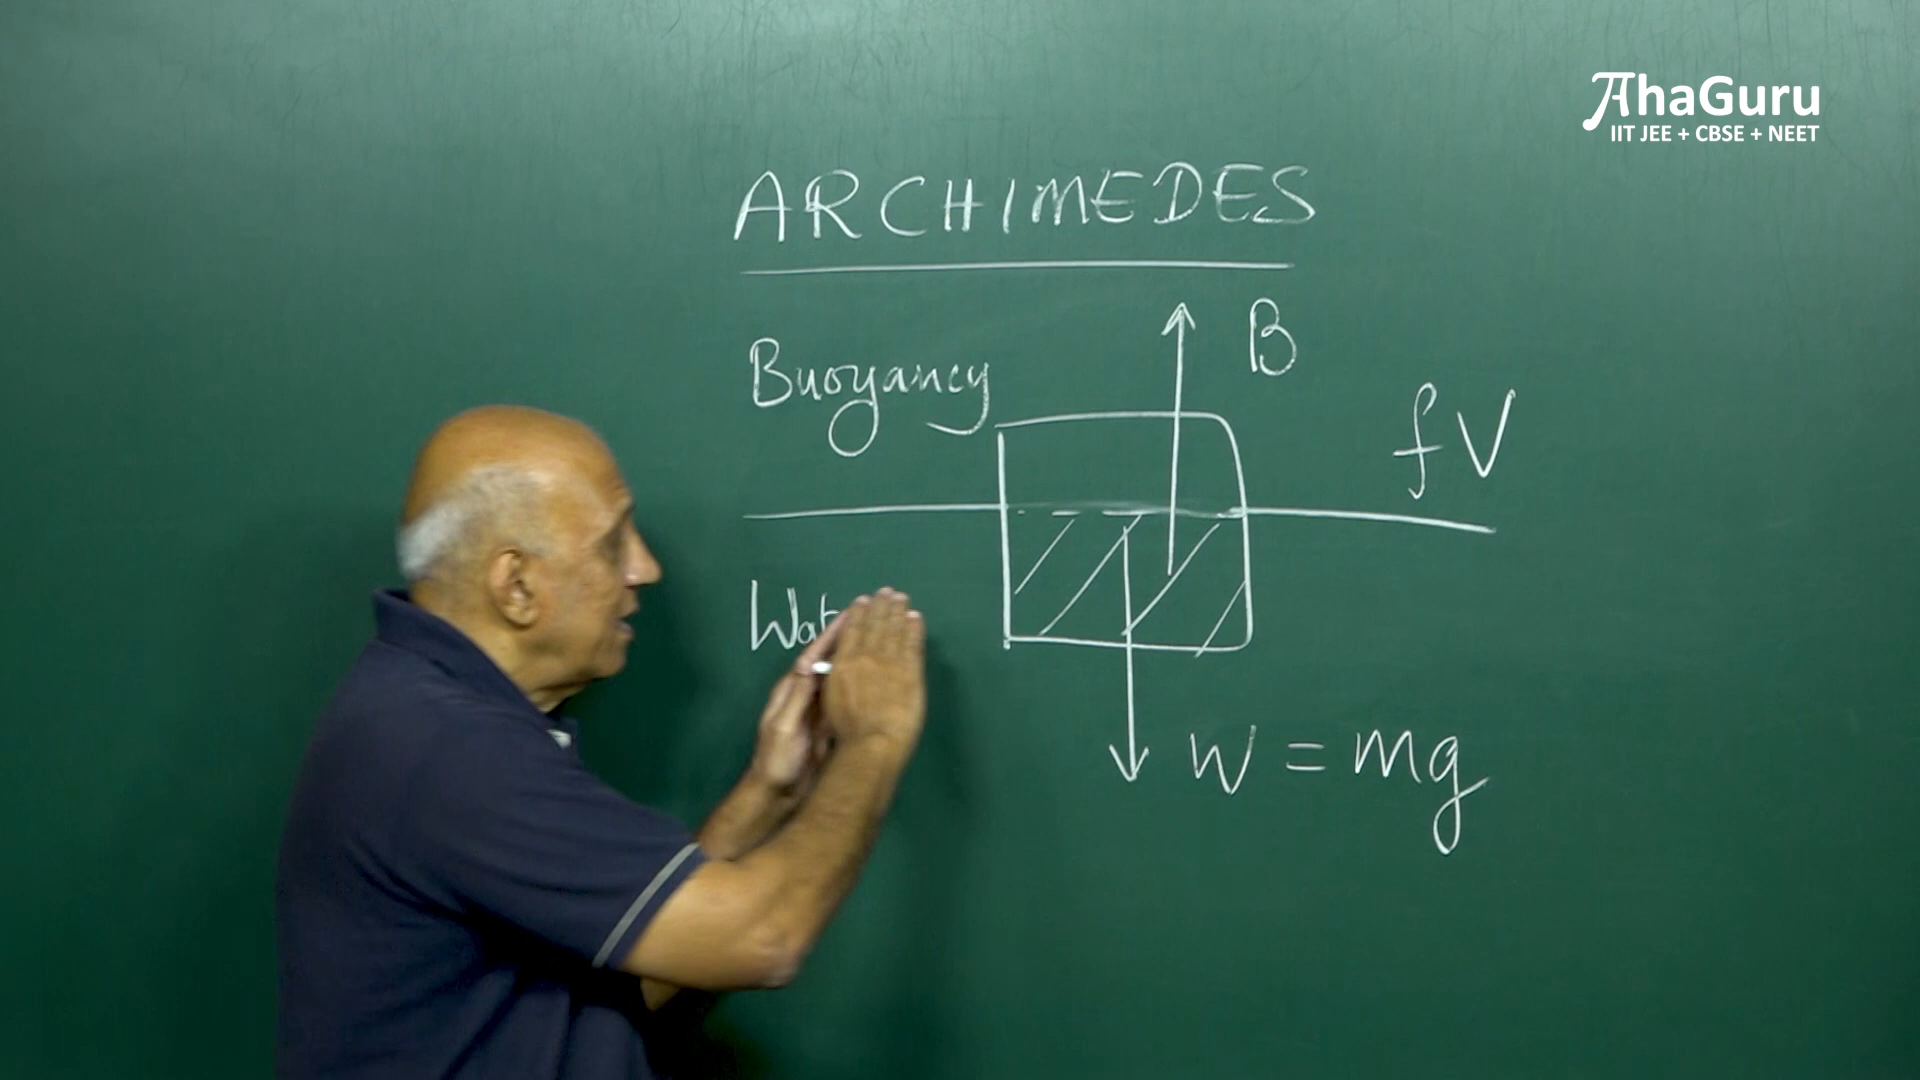 AhaGuru
IIT JEE + CBSE + NEET
ARCHIMEDES
Buoyancy
B
fV
W = mg